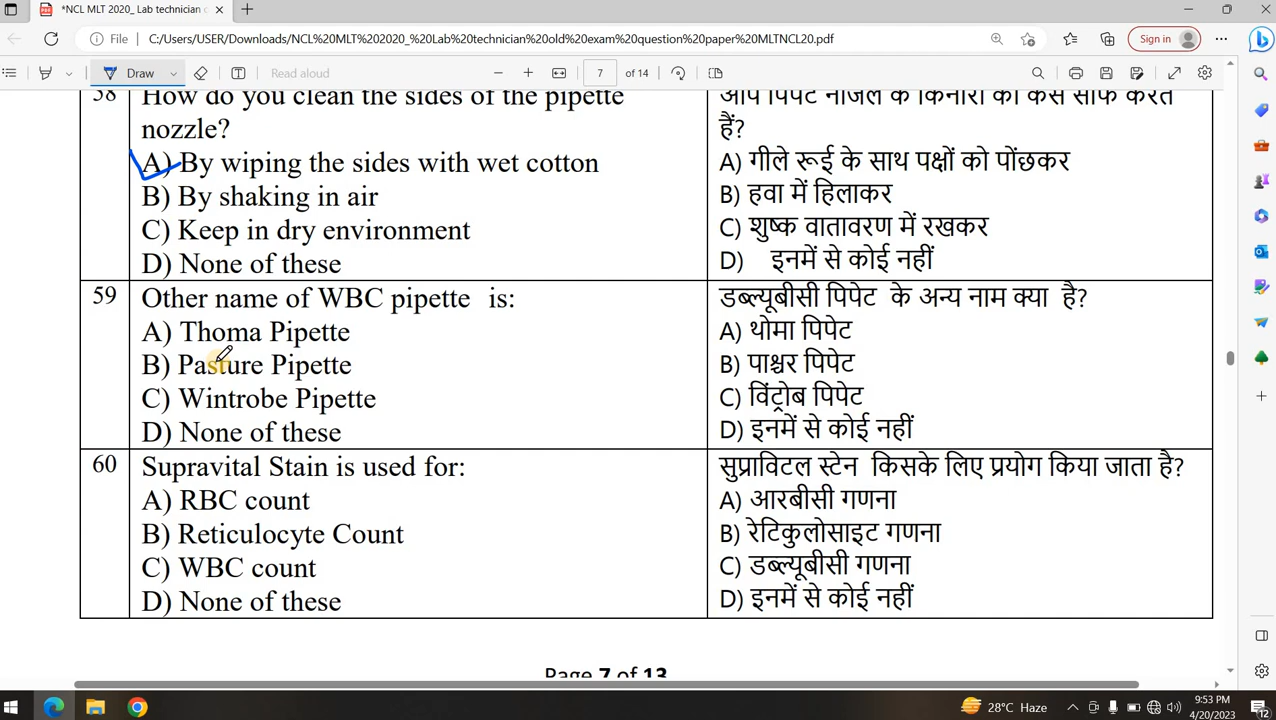 *NCL MLT 2020_ Lab technician o
File
C:/Users/USER/Downloads/NCL%20MLT%202020_%20Lab%20technician%20old%20exam%20question%20paper%20MLTNCL20.pdf
Sign in
Draw
Read aloud
7
of 14
58
How do you clean the sides of the pipette
nozzle?
A) By wiping the sides with wet cotton
B) By shaking in air
C) Keep in dry environment
D) None of these
आप पिपेट नोजल के किनारों को कैसे साफ करते
हैं?
A) गीले रूई के साथ पक्षों को पोंछकर
B) हवा में हिलाकर
C) शुष्क वातावरण में रखकर
D) इनमें से कोई नहीं
59
Other name of WBC pipette is:
A) Thoma Pipette
B) Pasture Pipette
C) Wintrobe Pipette
D) None of these
डब्ल्यूबीसी पिपेट के अन्य नाम क्या है?
A) थोमा पिपेट
B) पाश्चर पिपेट
C) विंट्रोब पिपेट
D) इनमें से कोई नहीं
60
Supravital Stain is used for:
A) RBC count
B) Reticulocyte Count
C) WBC count
D) None of these
सुप्राविटल स्टेन किसके लिए प्रयोग किया जाता है?
A) आरबीसी गणना
B) रेटिकुलोसाइट गणना
C) डब्ल्यूबीसी गणना
D) इनमें से कोई नहीं
Page 7 of 13
28°C Haze
9:53 PM
4/20/2023
12